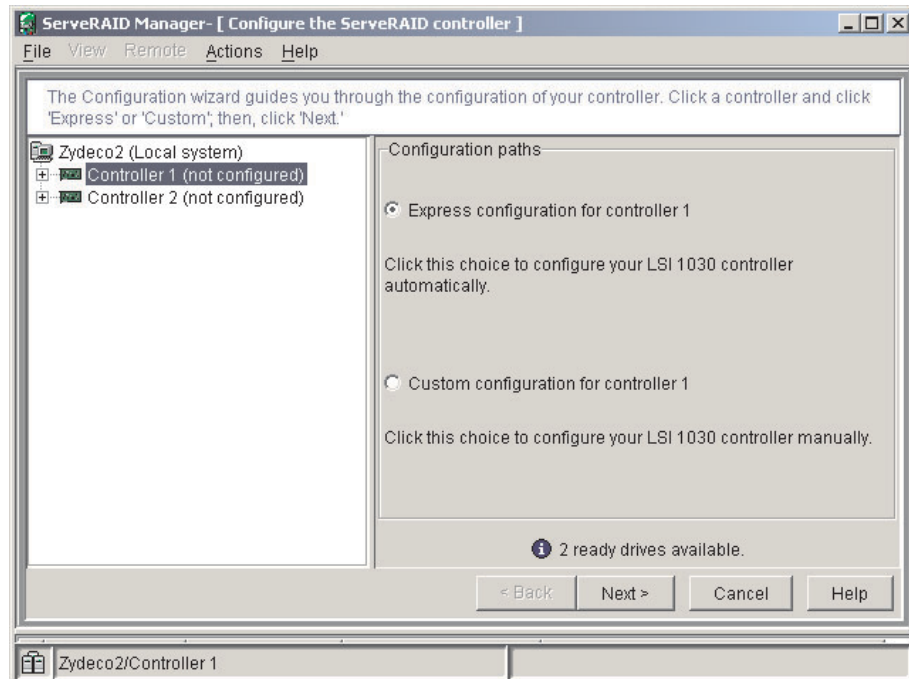 ServeRAID Manager- [ Configure the ServeRAID controller ]
File View Remote Actions Help
The Configuration wizard guides you through the configuration of your controller. Click a controller and click
'Express' or 'Custom'; then, click 'Next.'
Zydeco2 (Local system)
Controller 1 (not configured)
Controller 2 (not configured)
Configuration paths
Express configuration for controller 1
Click this choice to configure your LSI 1030 controller
automatically.
Custom configuration for controller 1
Click this choice to configure your LSI 1030 controller manually.
2 ready drives available.
< Back Next > Cancel Help
Zydeco2/Controller 1